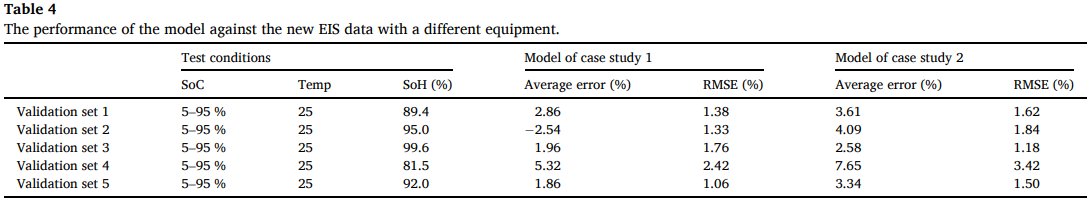 Table 4
The performance of the model against the new EIS data with a different equipment.
Test conditions Model of case study 1 Model of case study 2
SoC Temp SoH (%) Average error (%) RMSE (%) Average error (%) RMSE (%)
Validation set 1 5–95 % 25 89.4 2.86 1.38 3.61 1.62
Validation set 2 5–95 % 25 95.0 −2.54 1.33 4.09 1.84
Validation set 3 5–95 % 25 99.6 1.96 1.76 2.58 1.18
Validation set 4 5–95 % 25 81.5 5.32 2.42 7.65 3.42
Validation set 5 5–95 % 25 92.0 1.86 1.06 3.34 1.50